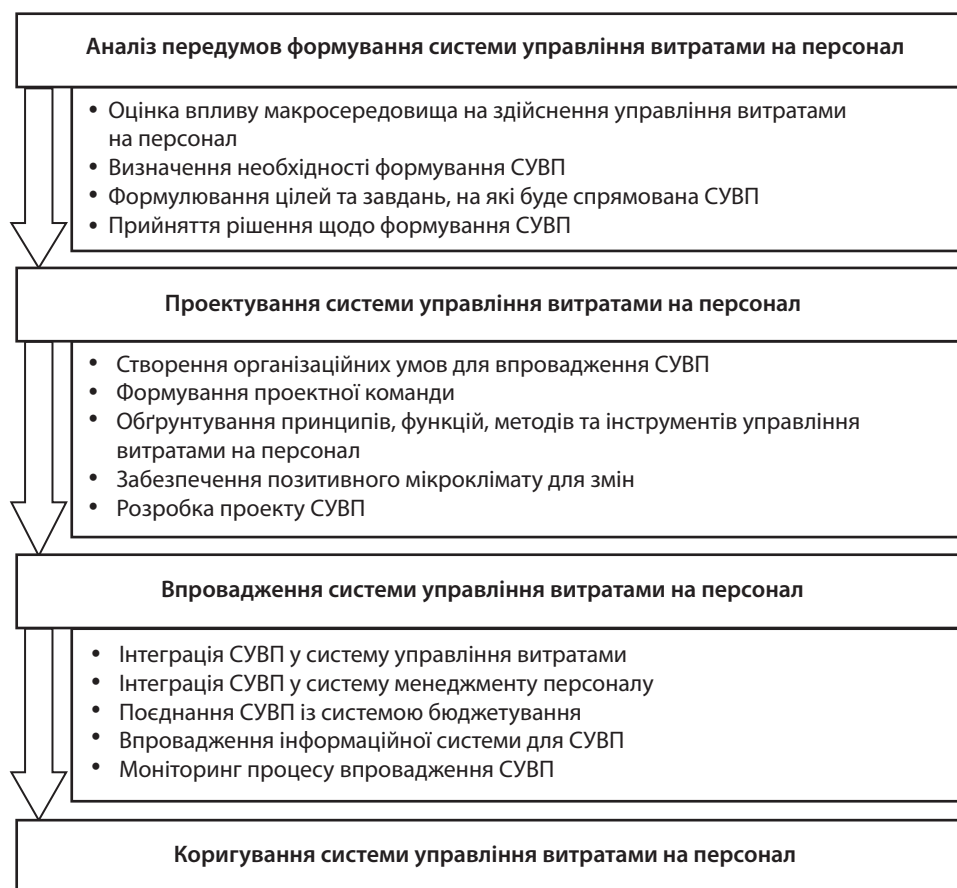 Аналіз передумов формування системи управління витратами на персонал
• Оцінка впливу макросередовища на здійснення управління витратами
на персонал
• Визначення необхідності формування СУВП
• Формулювання цілей та завдань, на які буде спрямована СУВП
• Прийняття рішення щодо формування СУВП
Проектування системи управління витратами на персонал
• Створення організаційних умов для впровадження СУВП
• Формування проектної команди
• Обґрунтування принципів, функцій, методів та інструментів управління
витратами на персонал
• Забезпечення позитивного мікроклімату для змін
• Розробка проекту СУВП
Впровадження системи управління витратами на персонал
• Інтеграція СУВП у систему управління витратами
• Інтеграція СУВП у систему менеджменту персоналу
• Поєднання СУВП із системою бюджетування
• Впровадження інформаційної системи для СУВП
• Моніторинг процесу впровадження СУВП
Коригування системи управління витратами на персонал